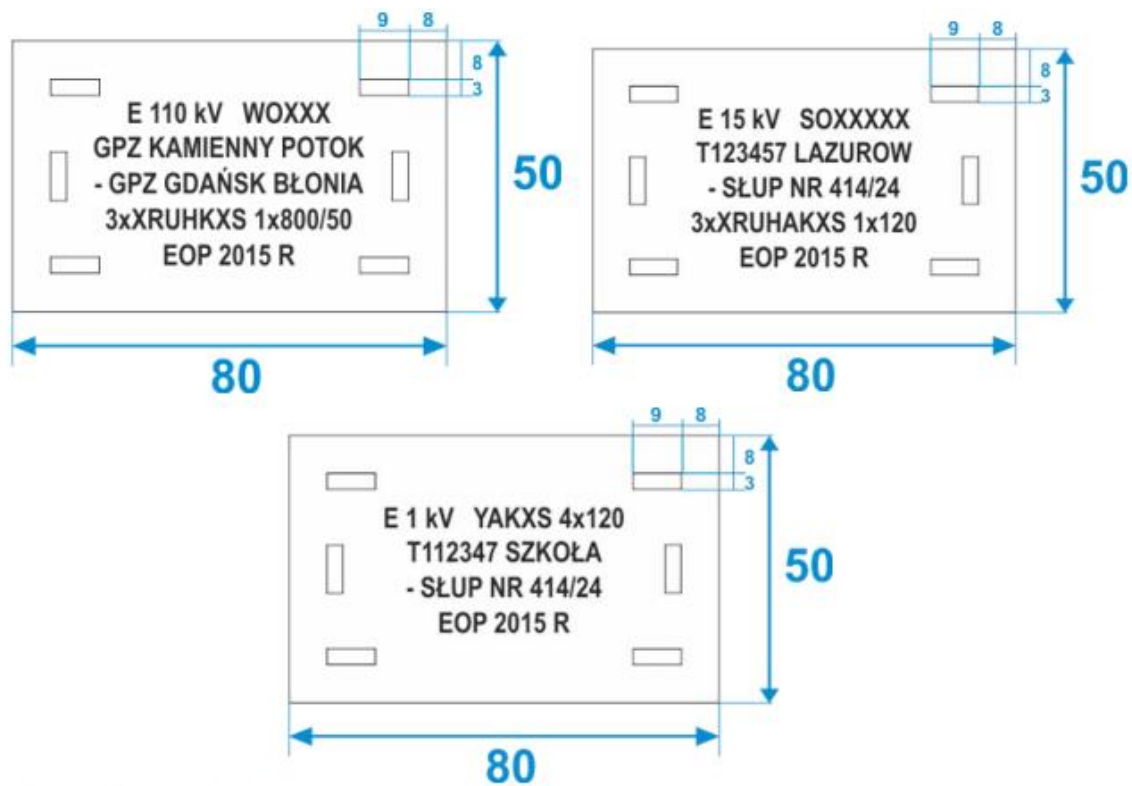 9 8
8
3
E 110 kV WOXXX
GPZ KAMIENNY POTOK
- GPZ GDAŃSK BŁONIA
3xXRUHKXS 1x800/50
EOP 2015 R
50
80
9 8
8
3
E 15 kV SOXXXXX
T123457 LAZUROW
- SŁUP NR 414/24
3xXRUHAKXS 1x120
EOP 2015 R
50
80
9 8
8
3
E 1 kV YAKXS 4x120
T112347 SZKOŁA
- SŁUP NR 414/24
EOP 2015 R
50
80